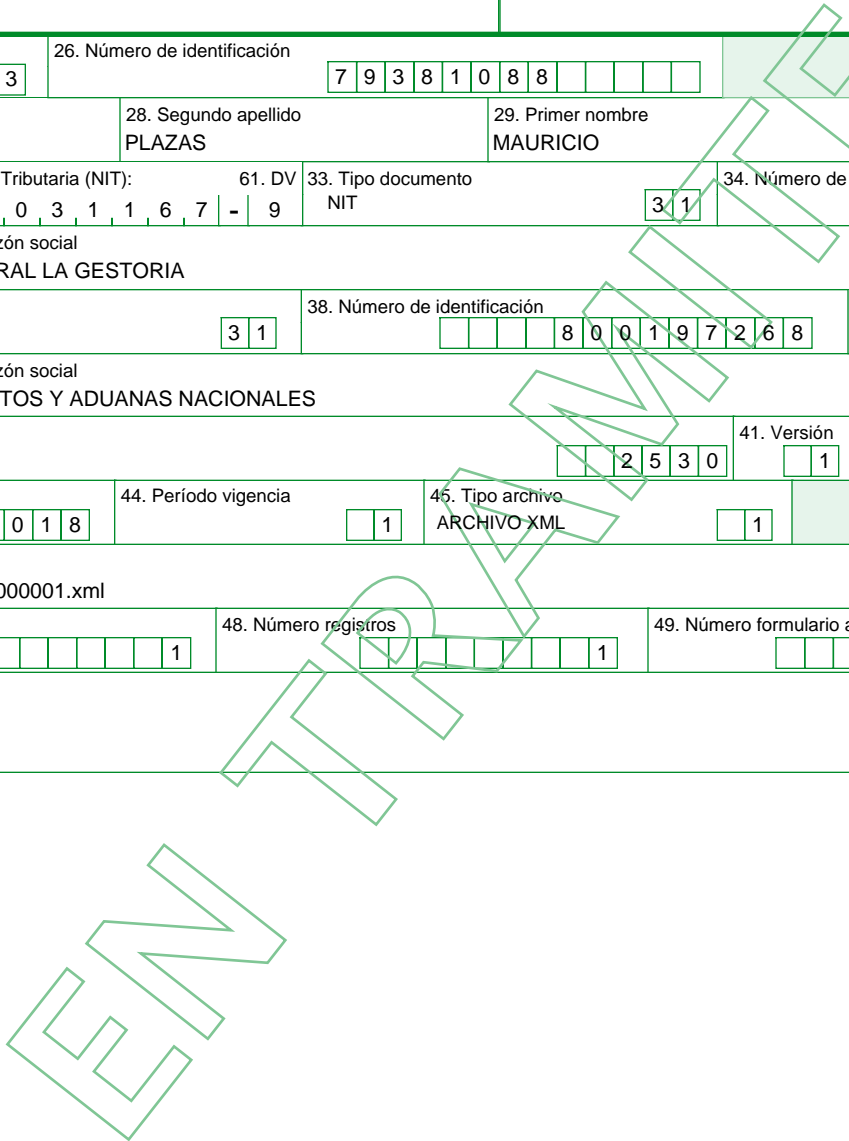 26. Número de identificación
3 7 9 3 8 1 0 8 8
28. Segundo apellido 29. Primer nombre
PLAZAS MAURICIO
Tributaria (NIT): 61. DV 33. Tipo documento 34. Número de
0 3 1 1 6 7 - 9 NIT 3 1
zón social
RAL LA GESTORIA
38. Número de identificación
3 1 8 0 0 1 9 7 2 6 8
zón social
TOS Y ADUANAS NACIONALES
41. Versión
2 5 3 0 1
44. Período vigencia 45. Tipo archivo
0 1 8 1 ARCHIVO XML 1
000001.xml
48. Número registros 49. Número formulario a
1 1
EN TRAMITE